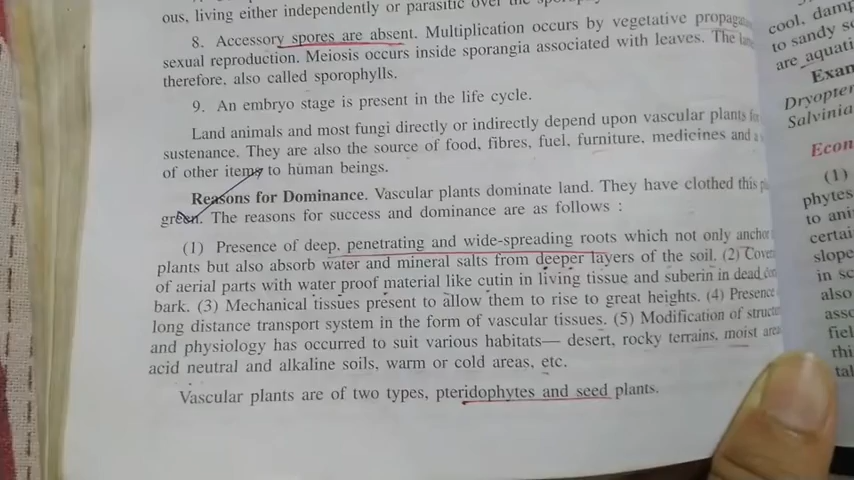 ous, living either independently or parasitic over the
8. Accessory spores are absent. Multiplication occurs by vegetative
sexual reproduction. Meiosis occurs inside sporangia associated with leaves. The
therefore, also called sporophylls.
9. An embryo stage is present in the life cycle.
Land animals and most fungi directly or indirectly depend upon vascular plants
sustenance. They are also the source of food, fibres, fuel, furniture, medicines and a
of other items to human beings.
Reasons for Dominance. Vascular plants dominate land. They have clothed this
green. The reasons for success and dominance are as follows :
(1) Presence of deep, penetrating and wide-spreading roots which not only anchor
plants but also absorb water and mineral salts from deeper layers of the soil. (2)
of aerial parts with water proof material like cutin in living tissue and suberin in dead
bark. (3) Mechanical tissues present to allow them to rise to great heights. (4) Presence
long distance transport system in the form of vascular tissues. (5) Modification of
and physiology has occurred to suit various habitats— desert, rocky terrains, moist
acid neutral and alkaline soils, warm or cold areas, etc.
Vascular plants are of two types, pteridophytes and seed plants.
cool, damp
to sandy
are aquati
Exam
Dryopter
Salvinia
Econ
(1)
phytes
to ani
certai
slope
in
also
asso
fiel
rhi
tal